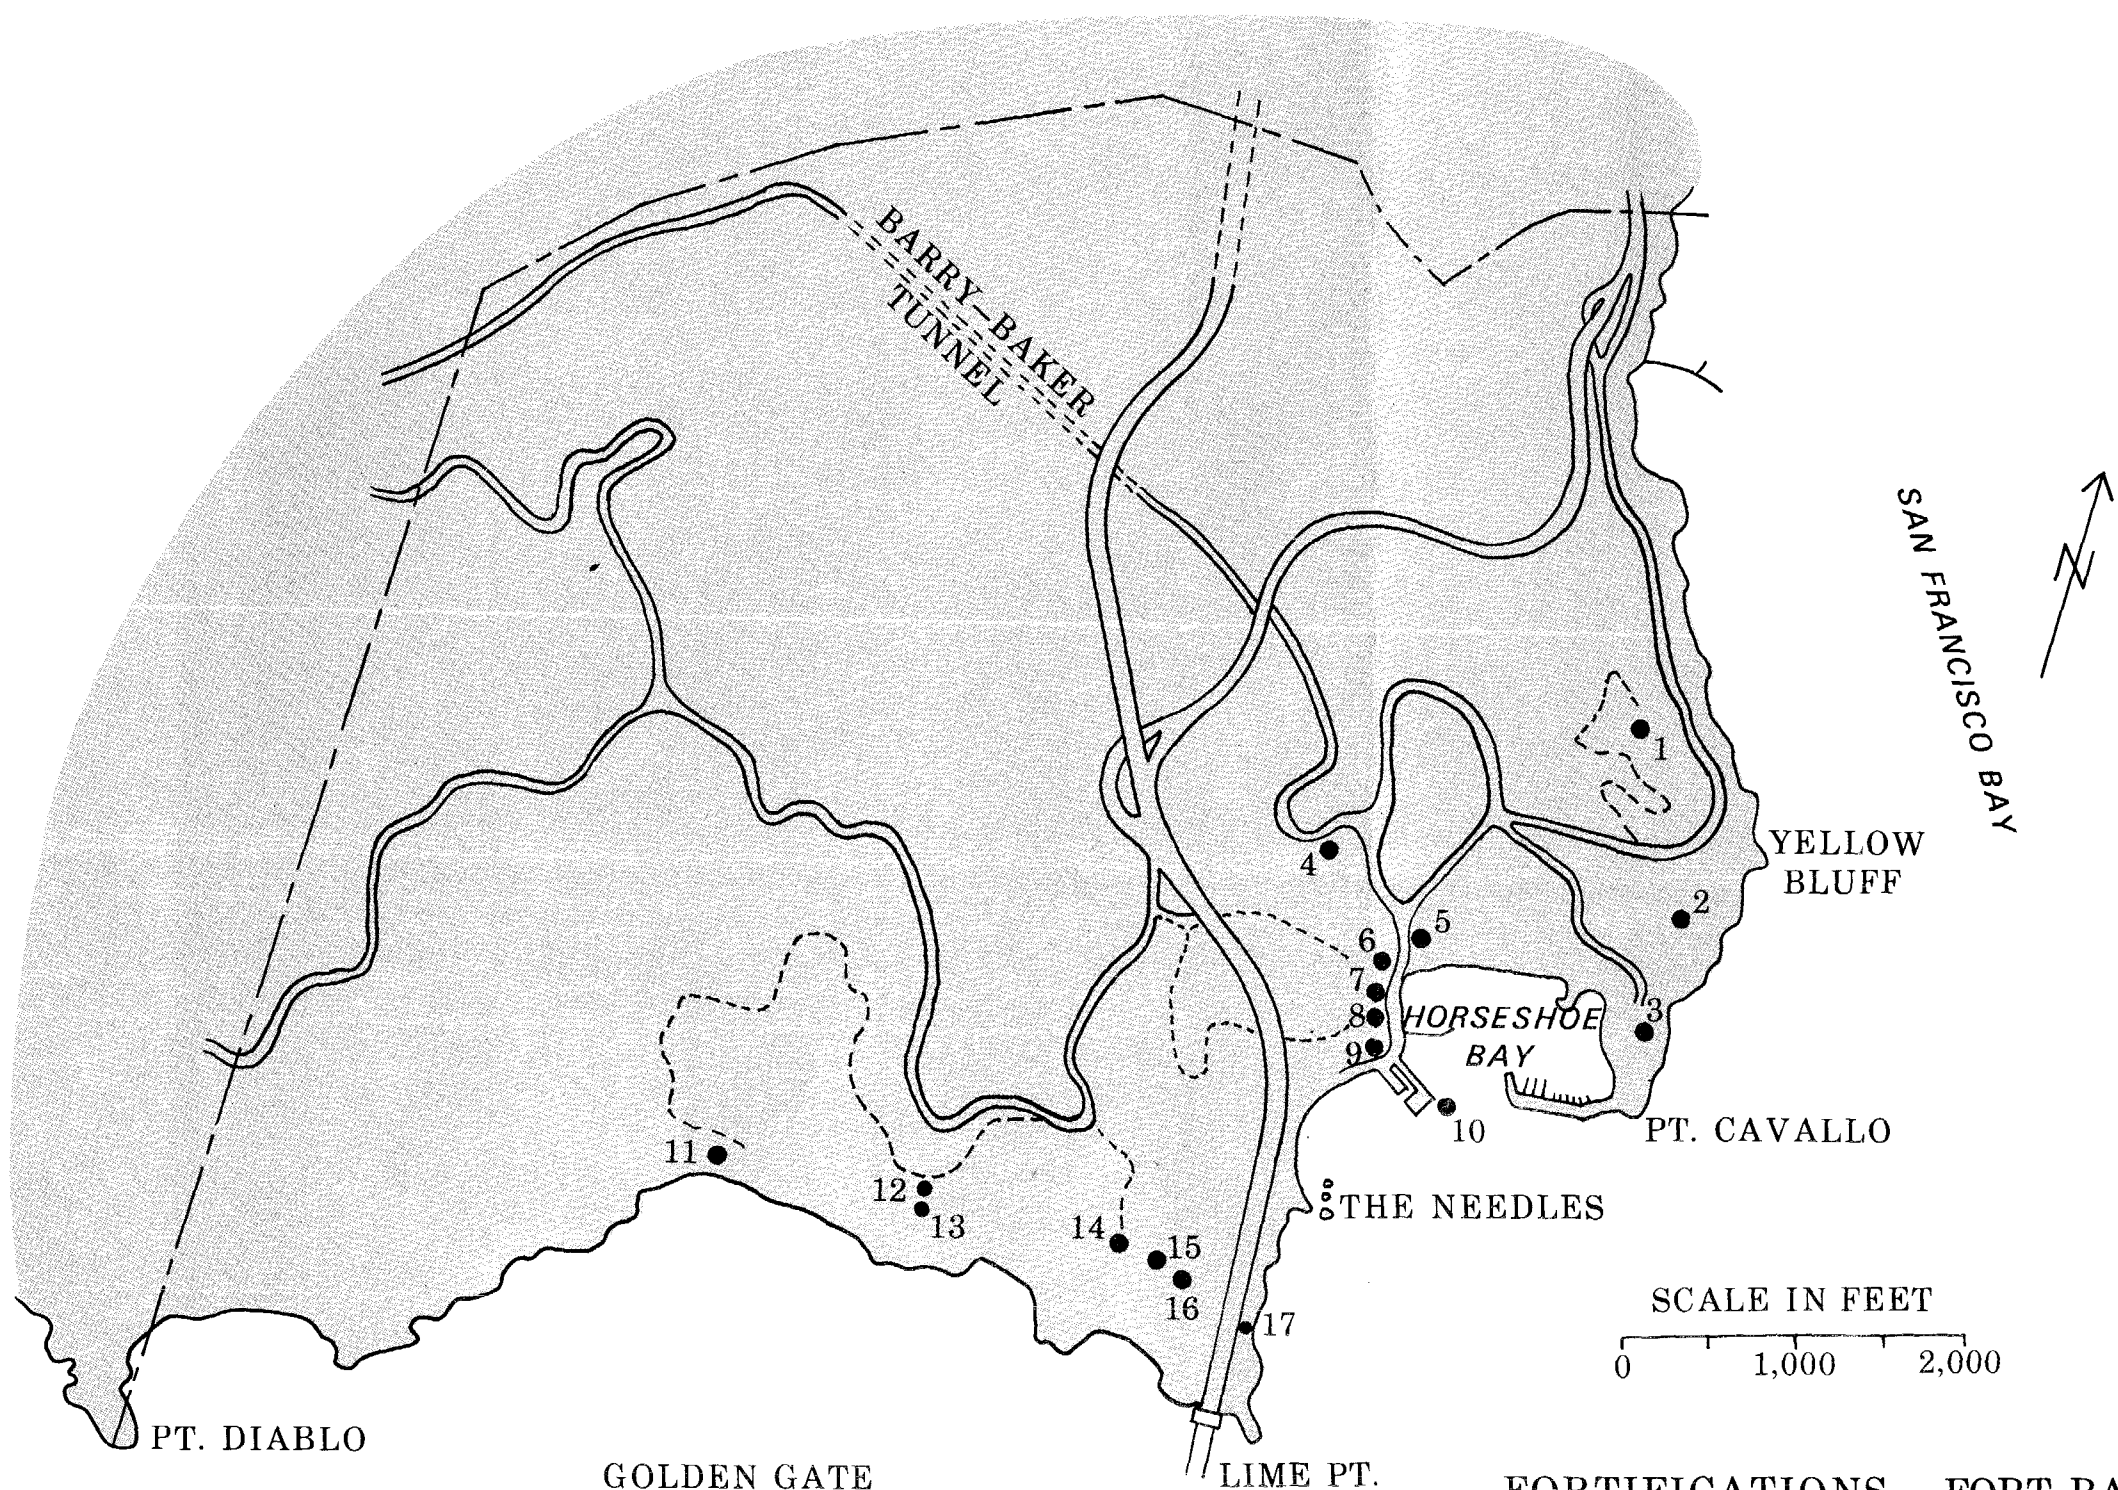 BARRY–BAKER
TUNNEL
SAN FRANCISCO BAY
N
1
YELLOW
BLUFF
4
2
5
6
7
3
8
HORSESHOE
9
BAY
10
PT. CAVALLO
11
12
13
THE NEEDLES
14
15
16
17
SCALE IN FEET
0 1,000 2,000
PT. DIABLO
GOLDEN GATE
LIME PT.
FORTIFICATIONS FORT